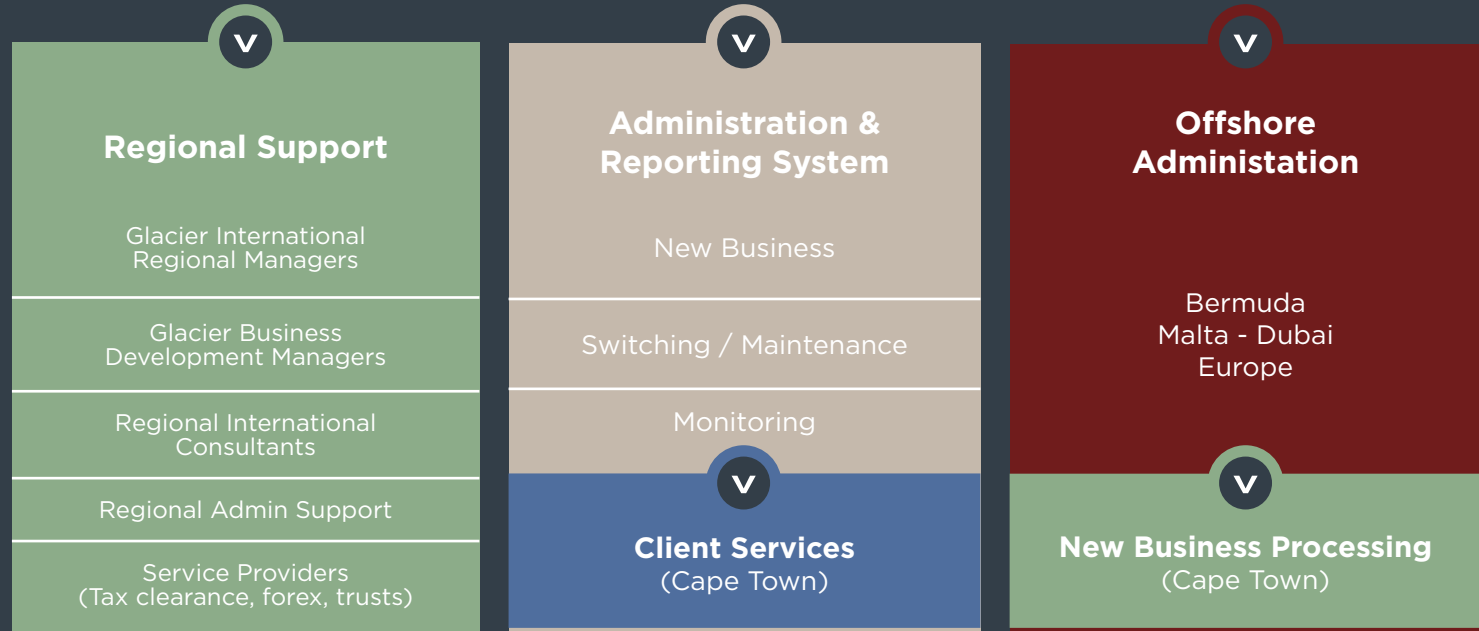 Regional Support
Glacier International
Regional Managers
Glacier Business
Development Managers
Regional International
Consultants
Regional Admin Support
Service Providers
(Tax clearance, forex, trusts)
Administration &
Reporting System
New Business
Switching / Maintenance
Monitoring
Client Services
(Cape Town)
Offshore
Administation
Bermuda
Malta - Dubai
Europe
New Business Processing
(Cape Town)